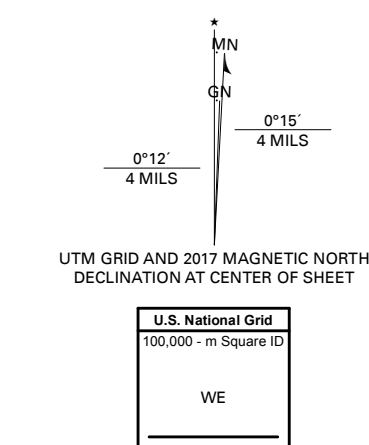 ★
MN
GN
0°15´
4 MILS
0°12´
4 MILS
UTM GRID AND 2017 MAGNETIC NORTH
DECLINATION AT CENTER OF SHEET
U.S. National Grid
100,000 - m Square ID
WE